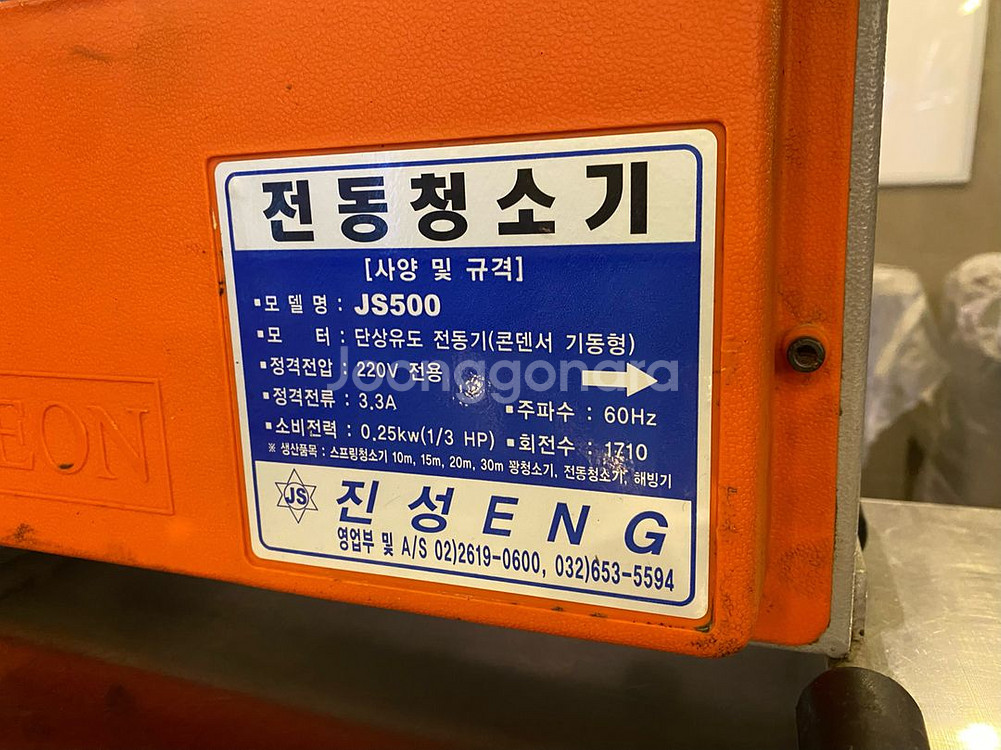 전동청소기
[사양 및 규격]
▪모델명 : JS500
▪모 터 : 단상유도 전동기(콘덴서 기동형)
▪정격전압 : 220V 전용
▪정격전류 : 3.3A ▪주파수 : 60Hz
▪소비전력 : 0.25kw(1/3 HP) ▪회전수 : 1710
※ 생산품목 : 스프링청소기 10m, 15m, 20m, 30m 꽝청소기, 전동청소기, 해빙기
JS 진성ENG
영업부 및 A/S 02)2619-0600, 032)653-5594
EON
Joonggonara